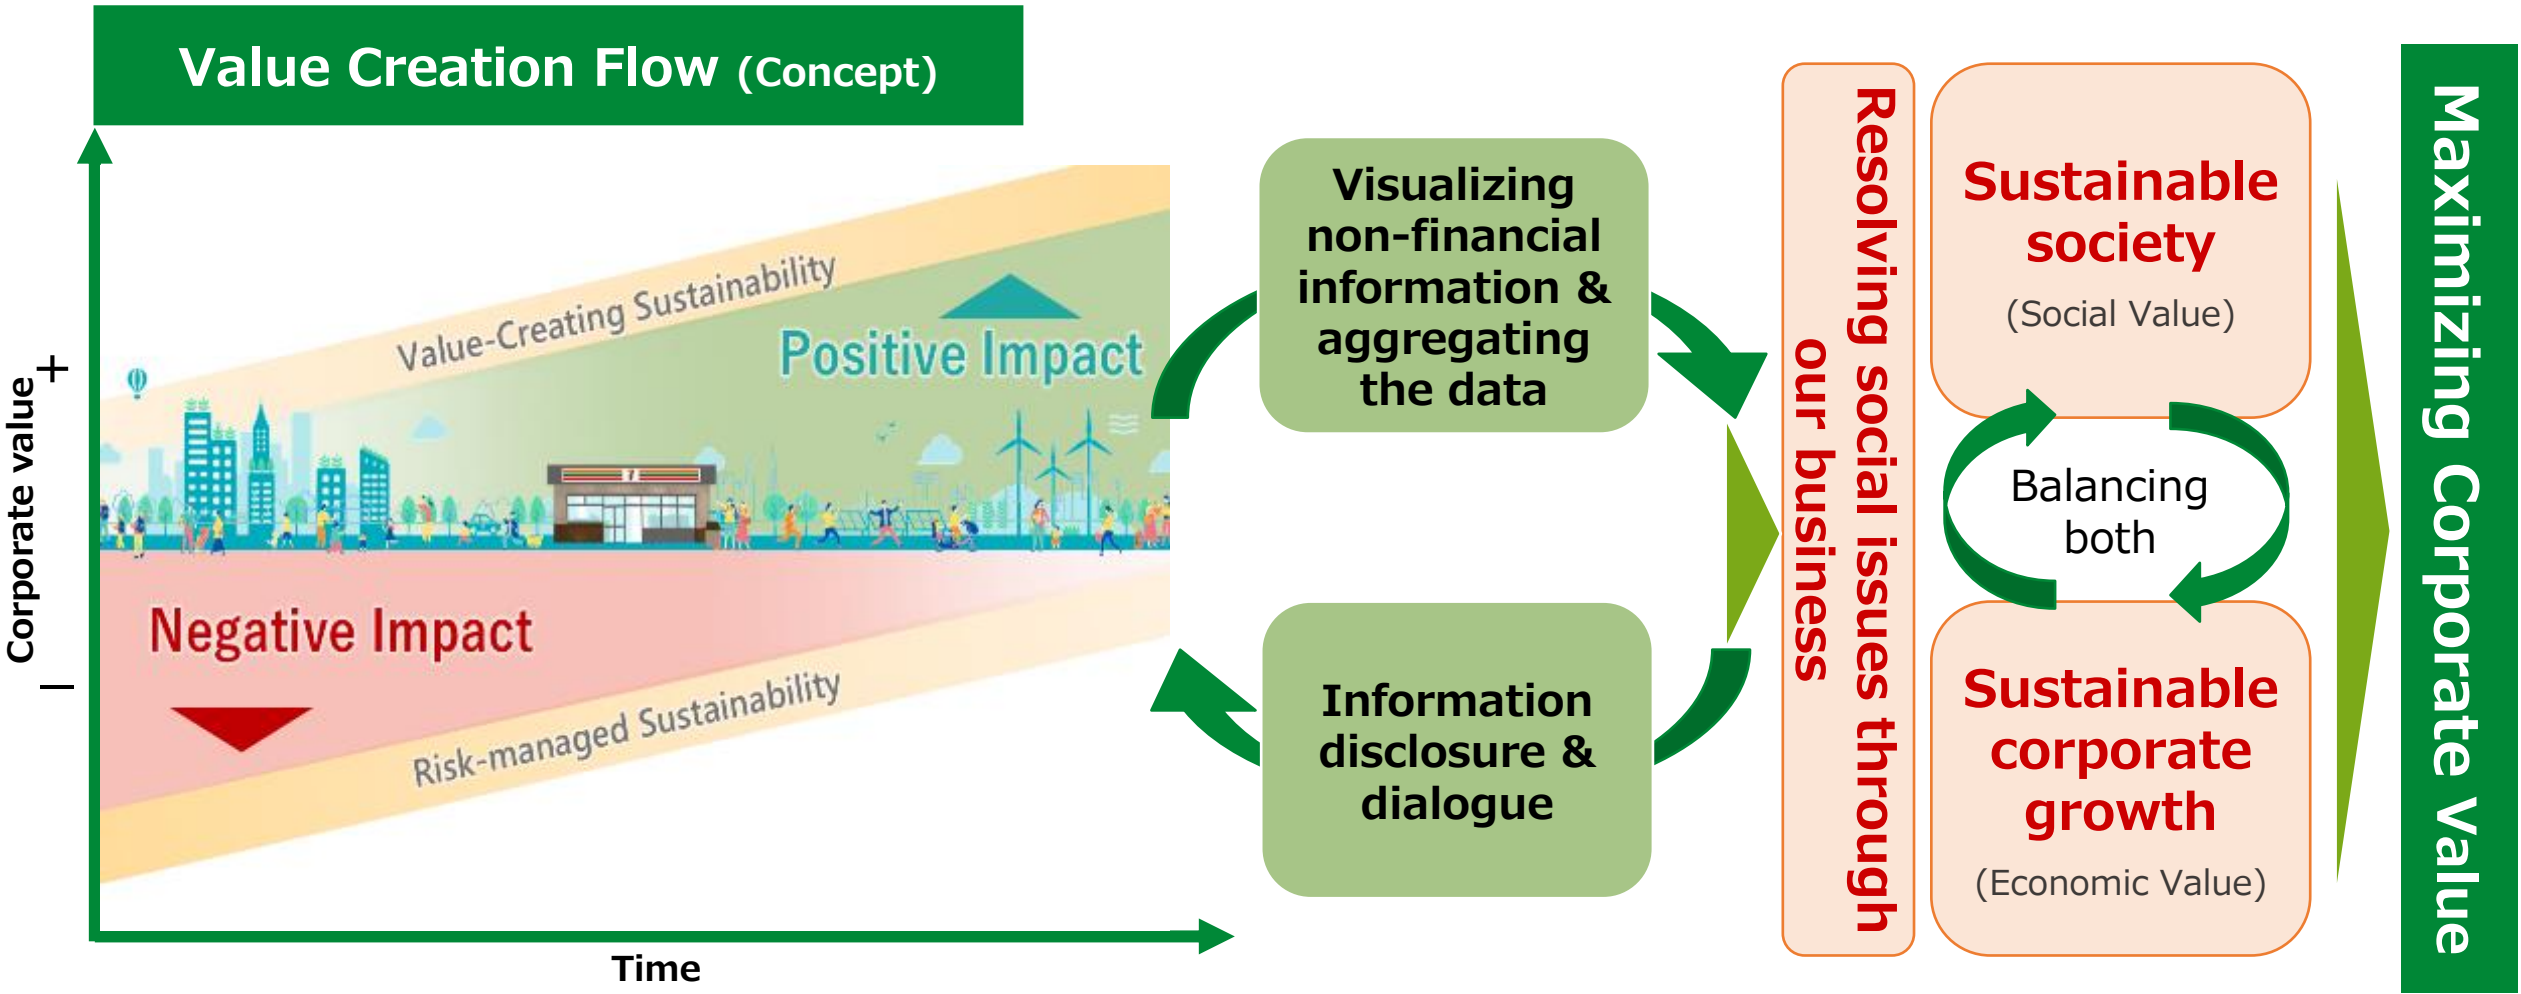 Value Creation Flow (Concept)
Corporate value
+
−
Time
Value-Creating Sustainability
Positive Impact
7
Negative Impact
Risk-managed Sustainability
Visualizing
non-financial
information &
aggregating
the data
Information
disclosure &
dialogue
Resolving social issues through
our business
Sustainable
society
(Social Value)
Balancing
both
Sustainable
corporate
growth
(Economic Value)
Maximizing Corporate Value